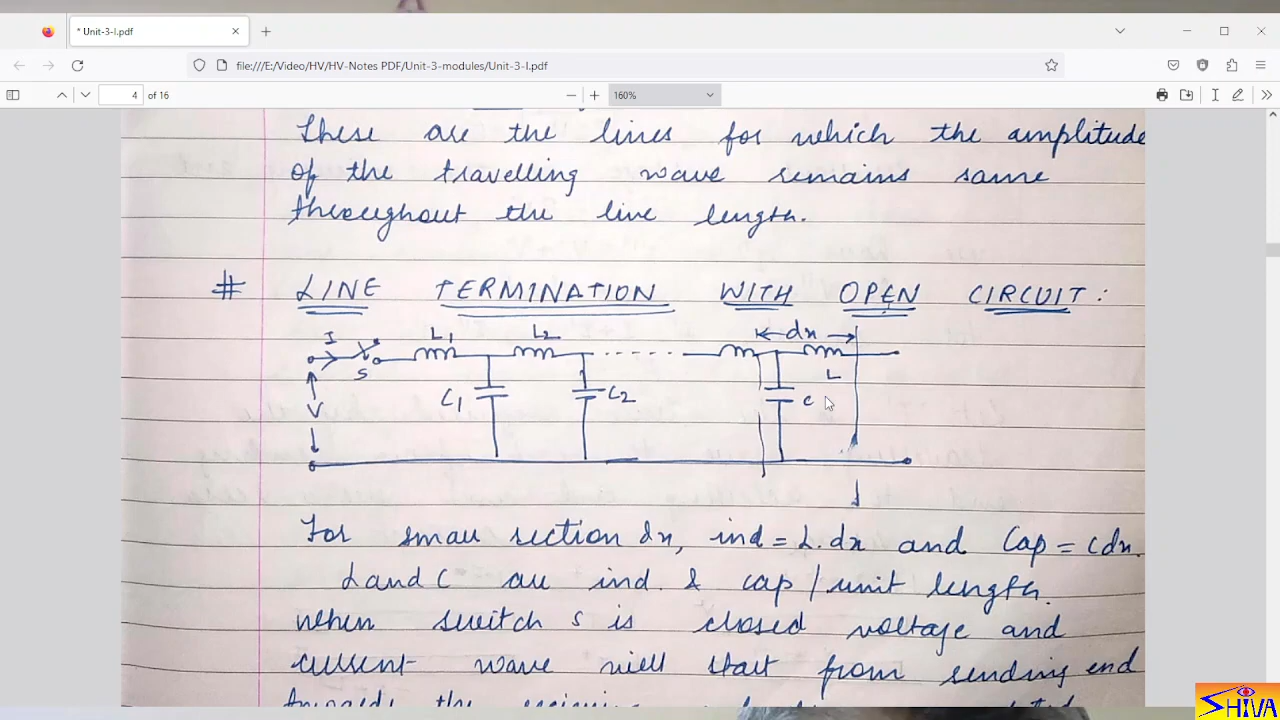 * Unit-3-I.pdf
file:///E:/Video/HV/HV-Notes PDF/Unit-3-modules/Unit-3-I.pdf
4 of 16
160%
These are the lines for which the amplitude
of the travelling wave remains same
throughout the line length.
# LINE TERMINATION WITH OPEN CIRCUIT:
I L1 L2 dx
S L
V C1 C2 C
For small section dx, ind = L.dx and Cap = cdx.
L and C are ind. & cap / unit length.
When switch S is closed voltage and
current wave will start from sending end
the
SHIVA